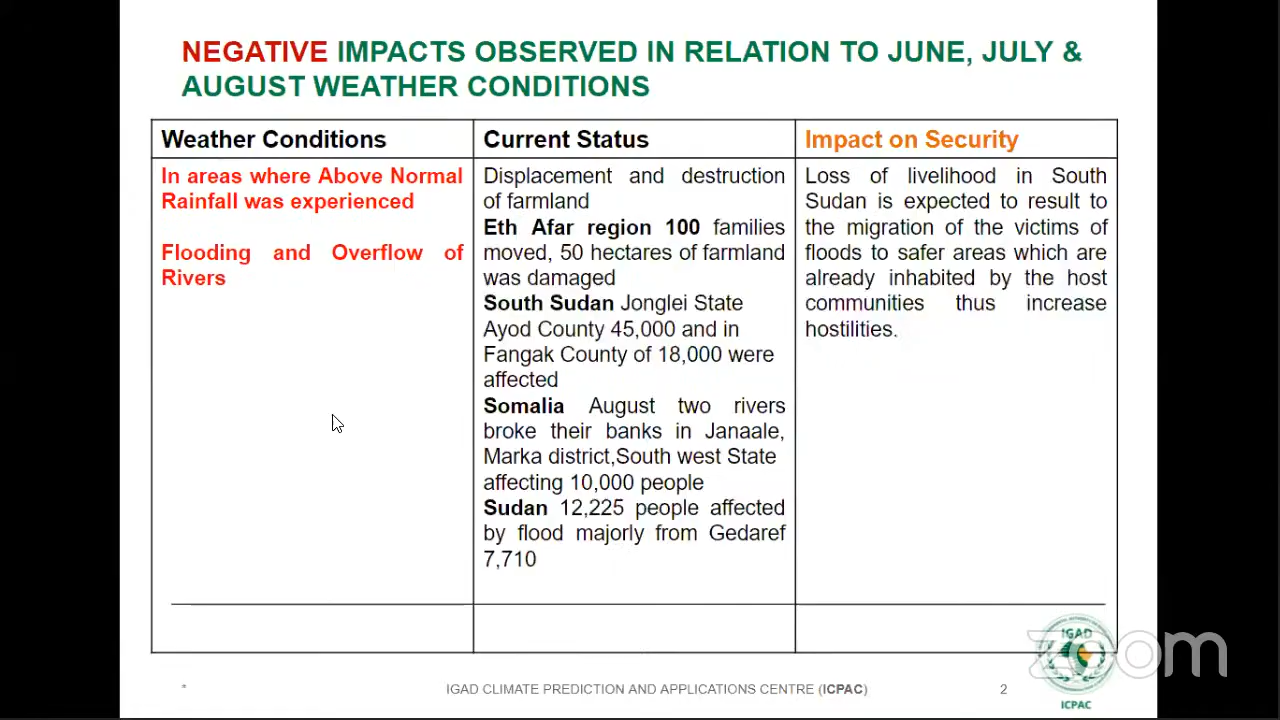 NEGATIVE IMPACTS OBSERVED IN RELATION TO JUNE, JULY &
AUGUST WEATHER CONDITIONS
Weather Conditions
In areas where Above Normal
Rainfall was experienced
Flooding and Overflow of
Rivers
Current Status
Displacement and destruction
of farmland
Eth Afar region 100 families
moved, 50 hectares of farmland
was damaged
South Sudan Jonglei State
Ayod County 45,000 and in
Fangak County of 18,000 were
affected
Somalia August two rivers
broke their banks in Janaale,
Marka district,South west State
affecting 10,000 people
Sudan 12,225 people affected
by flood majorly from Gedaref
7,710
Impact on Security
Loss of livelihood in South
Sudan is expected to result to
the migration of the victims of
floods to safer areas which are
already inhabited by the host
communities thus increase
hostilities.
*
IGAD CLIMATE PREDICTION AND APPLICATIONS CENTRE (ICPAC)
2
IGAD
ICPAC
zoom